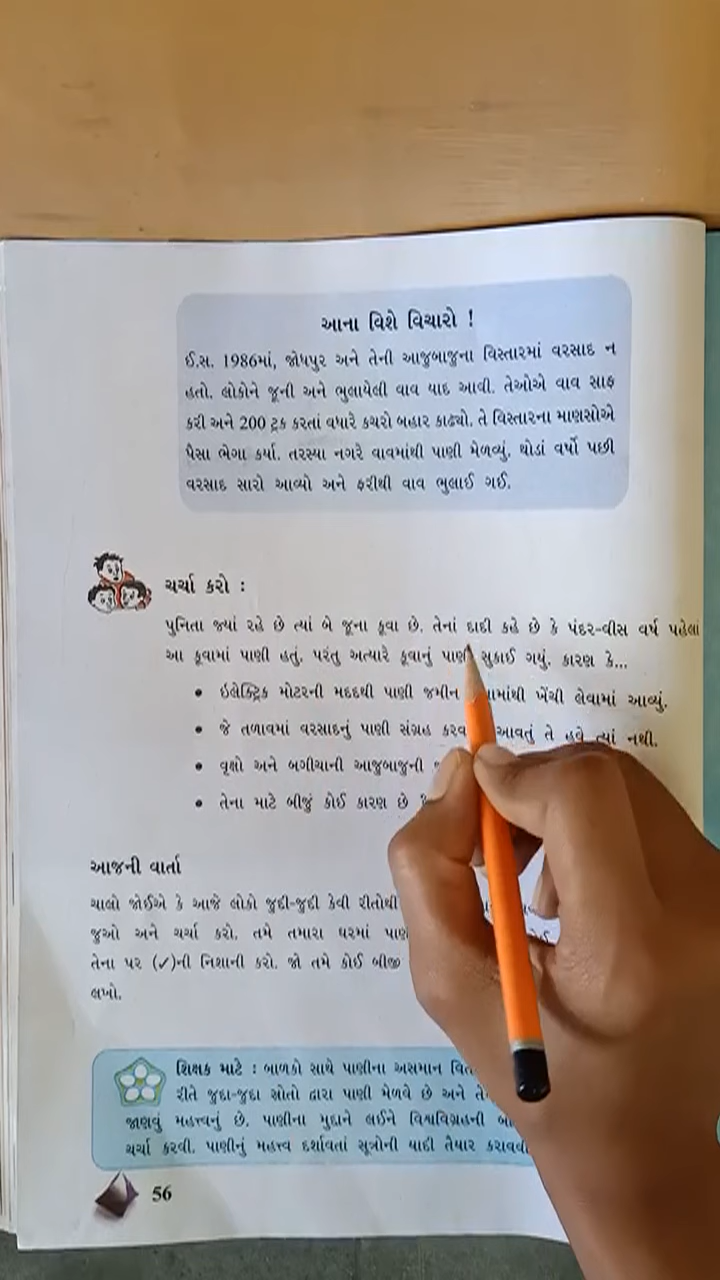 આના વિશે વિચારો !
ઈ.સ. 1986માં, જોધપુર અને તેની આજુબાજુના વિસ્તારમાં વરસાદ ન
હતો. લોકોને જૂની અને ભુલાયેલી વાવ યાદ આવી. તેઓએ વાવ સાફ
કરી અને 200 ટ્રક કરતાં વધારે કચરો બહાર કાઢ્યો. તે વિસ્તારના માણસોએ
પૈસા ભેગા કર્યા. તરસ્યા નગરે વાવમાંથી પાણી મેળવ્યું. થોડાં વર્ષો પછી
વરસાદ સારો આવ્યો અને ફરીથી વાવ ભુલાઈ ગઈ.
ચર્ચા કરો :
પુનિતા જ્યાં રહે છે ત્યાં બે જૂના કૂવા છે. તેનાં દાદી કહે છે કે પંદર-વીસ વર્ષ પહેલાં
આ કૂવામાં પાણી હતું. પરંતુ અત્યારે કૂવાનું પાણી સુકાઈ ગયું. કારણ કે...
• ઇલેક્ટ્રિક મોટરની મદદથી પાણી જમીન ખેંચી લેવામાં આવ્યું.
• જે તળાવમાં વરસાદનું પાણી સંગ્રહ આવતું તે હવે ત્યાં નથી.
• વૃક્ષો અને બગીચાની આજુબાજુની
• તેના માટે બીજું કોઈ કારણ છે ?
આજની વાર્તા
ચાલો જોઈએ કે આજે લોકો જુદી-જુદી કેવી રીતોથી
જુઓ અને ચર્ચા કરો. તમે તમારા ઘરમાં
તેના પર (✓)ની નિશાની કરો. જો તમે કોઈ બીજી
લખો.
શિક્ષક માટે : બાળકો સાથે પાણીના અસમાન
રીતે જુદા-જુદા સ્રોતો દ્વારા પાણી મેળવે છે અને
જાણવું મહત્ત્વનું છે. પાણીના મુદ્દાને લઈને વિશ્વવિગ્રહની
ચર્ચા કરવી. પાણીનું મહત્ત્વ દર્શાવતાં સૂત્રોની યાદી તૈયાર
56